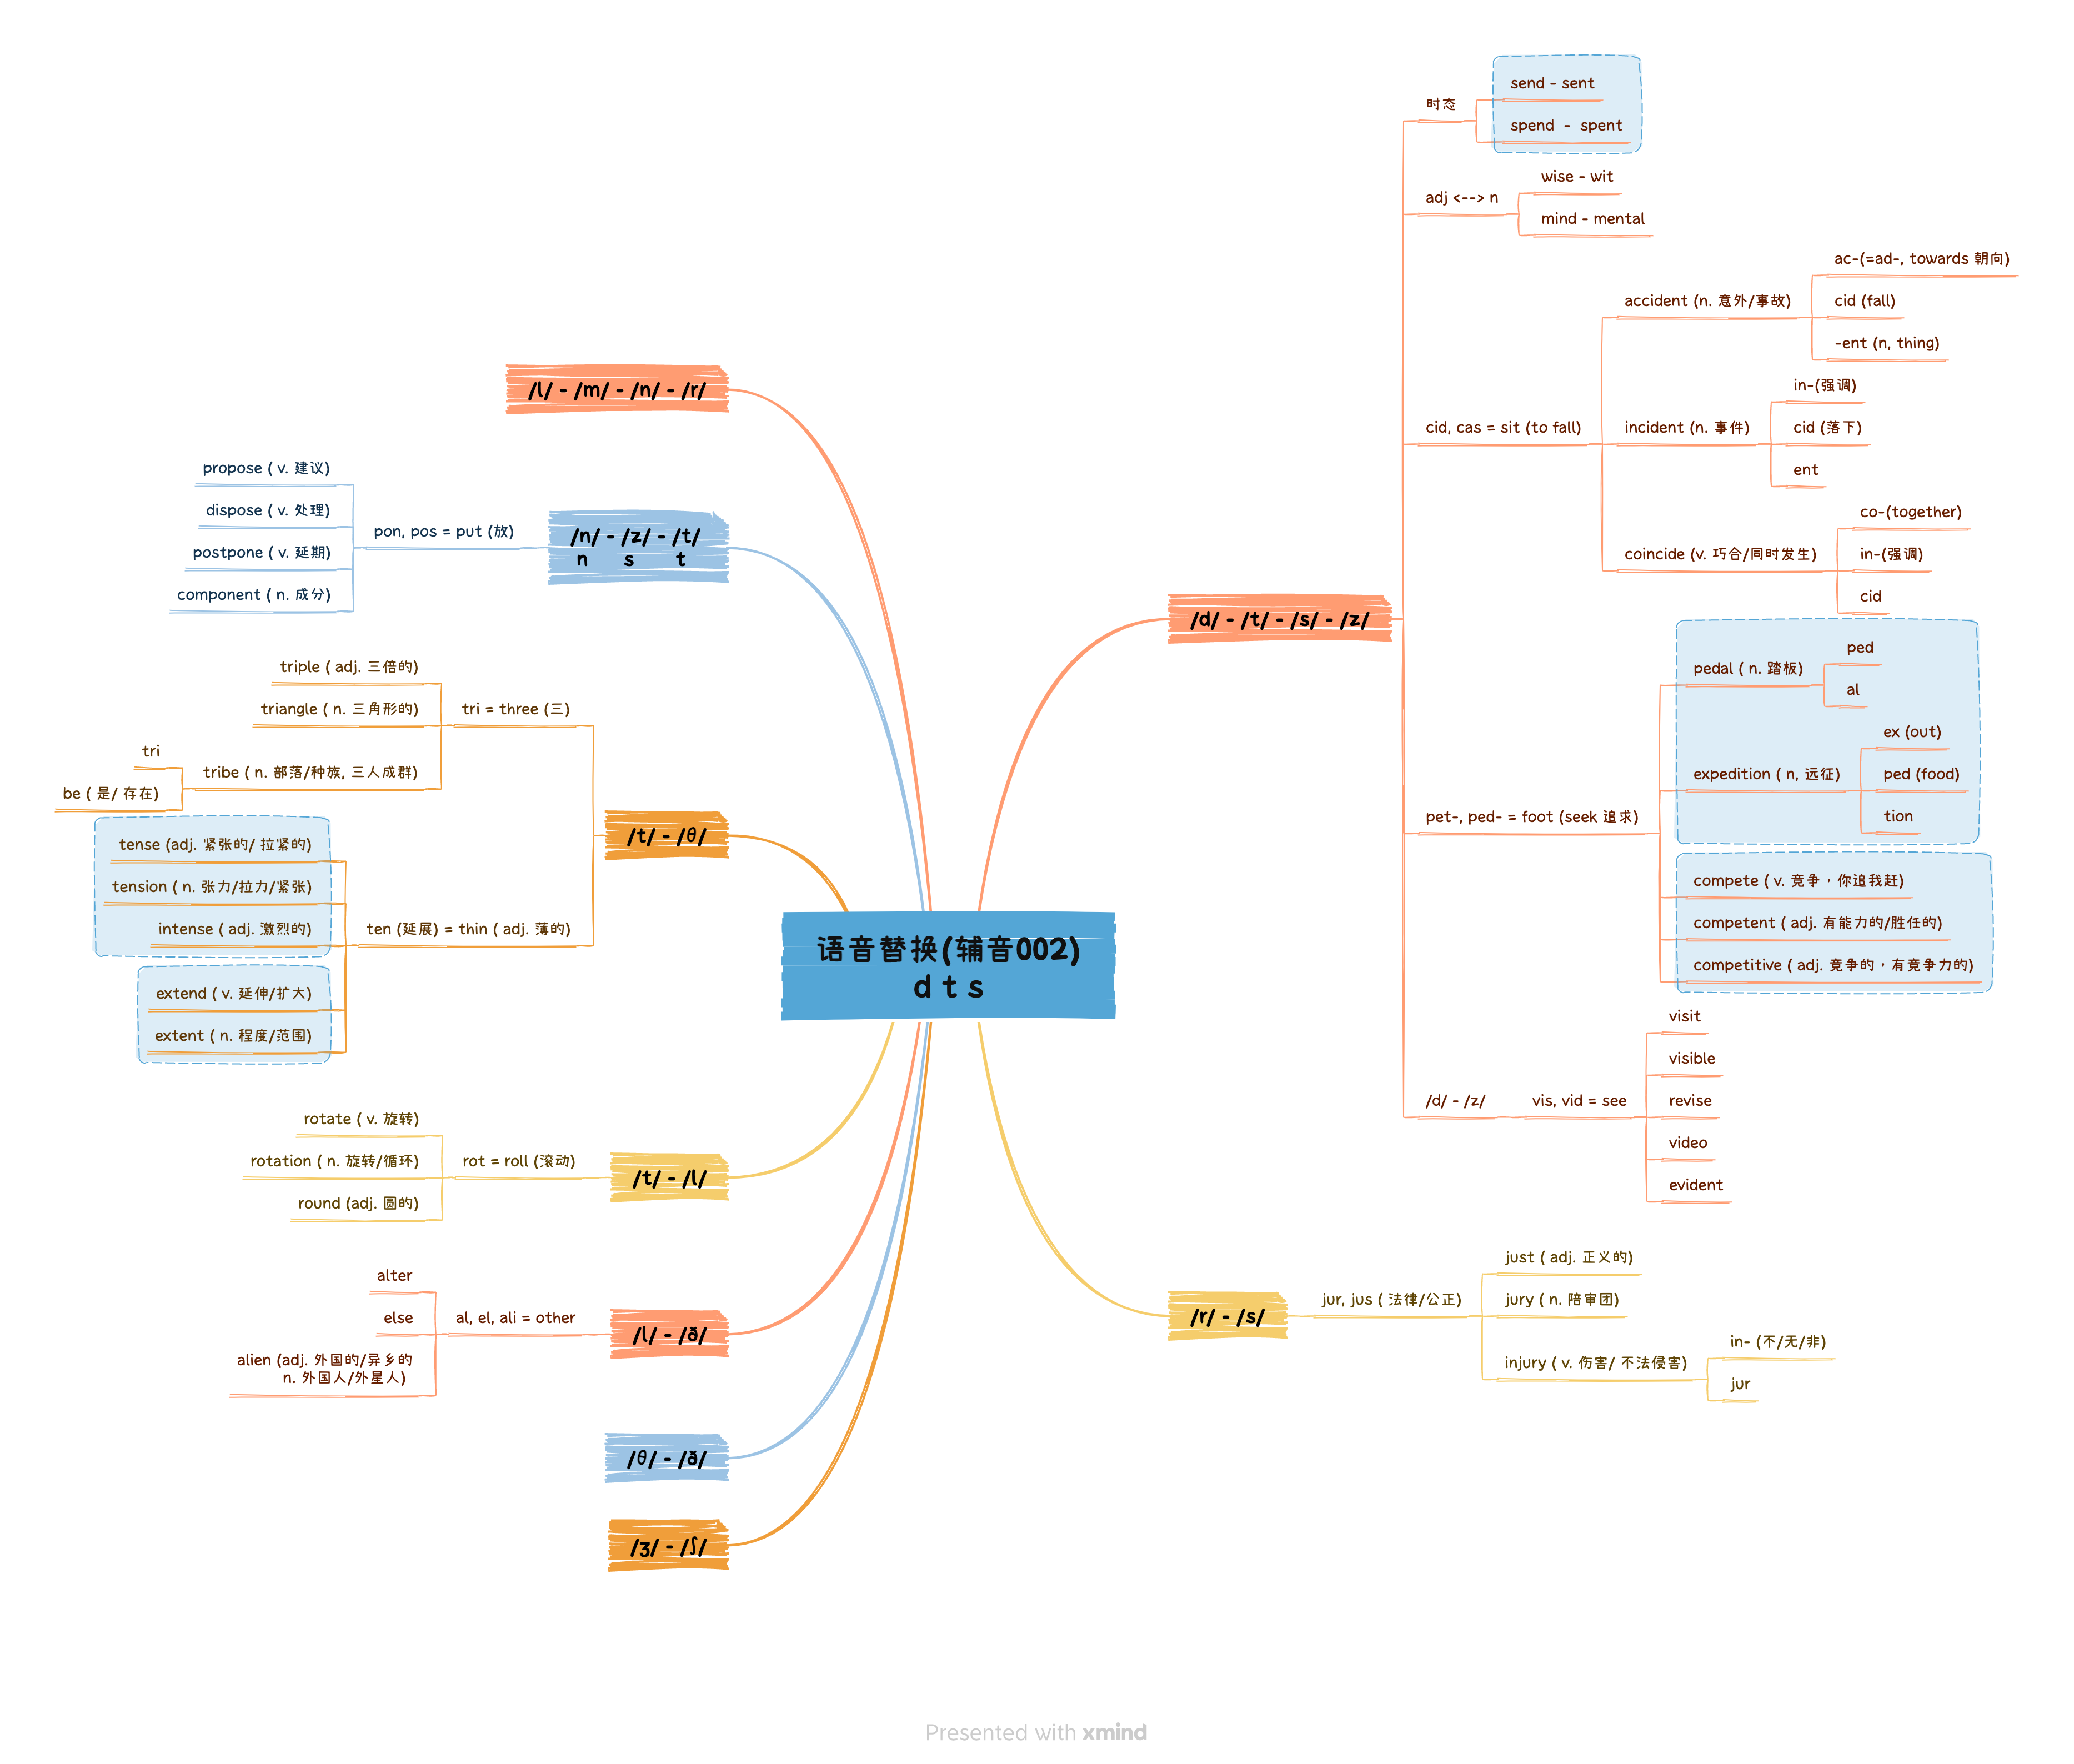 语音替换(辅音002)
d t s
/d/ - /t/ - /s/ - /z/
时态
send - sent
spend - spent
adj <--> n
wise - wit
mind - mental
cid, cas = sit (to fall)
accident (n. 意外/事故)
ac-(=ad-, towards 朝向)
cid (fall)
-ent (n, thing)
incident (n. 事件)
in-(强调)
cid (落下)
ent
coincide (v. 巧合/同时发生)
co-(together)
in-(强调)
cid
pet-, ped- = foot (seek 追求)
pedal ( n. 踏板)
ped
al
expedition ( n, 远征)
ex (out)
ped (food)
tion
compete ( v. 竞争，你追我赶)
competent ( adj. 有能力的/胜任的)
competitive ( adj. 竞争的，有竞争力的)
/d/ - /z/
vis, vid = see
visit
visible
revise
video
evident
/r/ - /s/
jur, jus ( 法律/公正)
just ( adj. 正义的)
jury ( n. 陪审团)
injury ( v. 伤害/ 不法侵害)
in- (不/无/非)
jur
/l/ - /m/ - /n/ - /r/
/n/ - /z/ - /t/
n s t
pon, pos = put (放)
propose ( v. 建议)
dispose ( v. 处理)
postpone ( v. 延期)
component ( n. 成分)
/t/ - /θ/
tri = three (三)
triple ( adj. 三倍的)
triangle ( n. 三角形的)
tribe ( n. 部落/种族, 三人成群)
tri
be ( 是/ 存在)
ten (延展) = thin ( adj. 薄的)
tense (adj. 紧张的/ 拉紧的)
tension ( n. 张力/拉力/紧张)
intense ( adj. 激烈的)
extend ( v. 延伸/扩大)
extent ( n. 程度/范围)
/t/ - /l/
rot = roll (滚动)
rotate ( v. 旋转)
rotation ( n. 旋转/循环)
round (adj. 圆的)
/l/ - /ð/
al, el, ali = other
alter
else
alien (adj. 外国的/异乡的
n. 外国人/外星人)
/θ/ - /ð/
/ʒ/ - /ʃ/
Presented with xmind